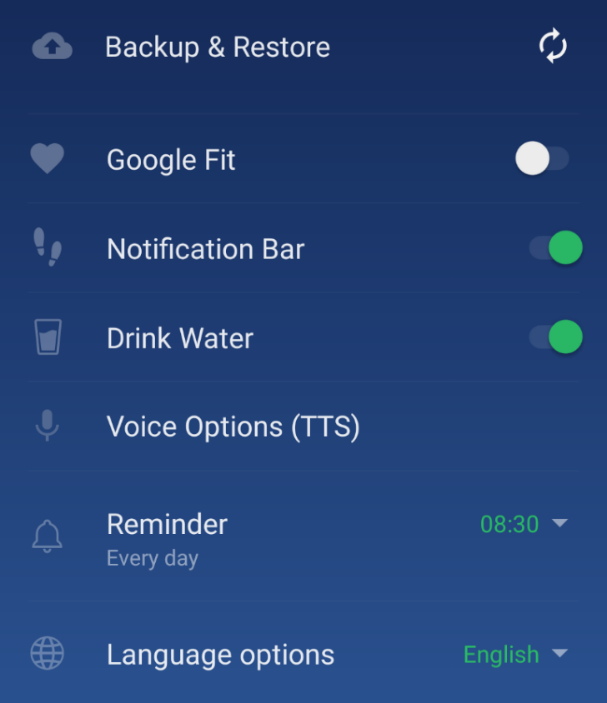 Backup & Restore
Google Fit
Notification Bar
Drink Water
Voice Options (TTS)
Reminder 08:30
Every day
Language options English